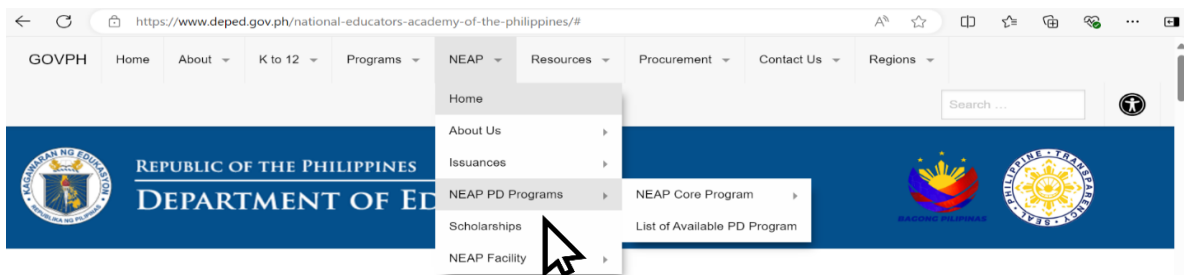 https://www.deped.gov.ph/national-educators-academy-of-the-philippines/#
GOVPH Home About K to 12 Programs NEAP Resources Procurement Contact Us Regions
Home
Search ...
About Us
Issuances
NEAP PD Programs
NEAP Core Program
Scholarships
List of Available PD Program
NEAP Facility
REPUBLIC OF THE PHILIPPINES
DEPARTMENT OF ED
KAGAWARAN NG EDUKASYON
REPUBLIKA NG PILIPINAS
BAGONG PILIPINAS
PHILIPPINE TRANSPARENCY SEAL